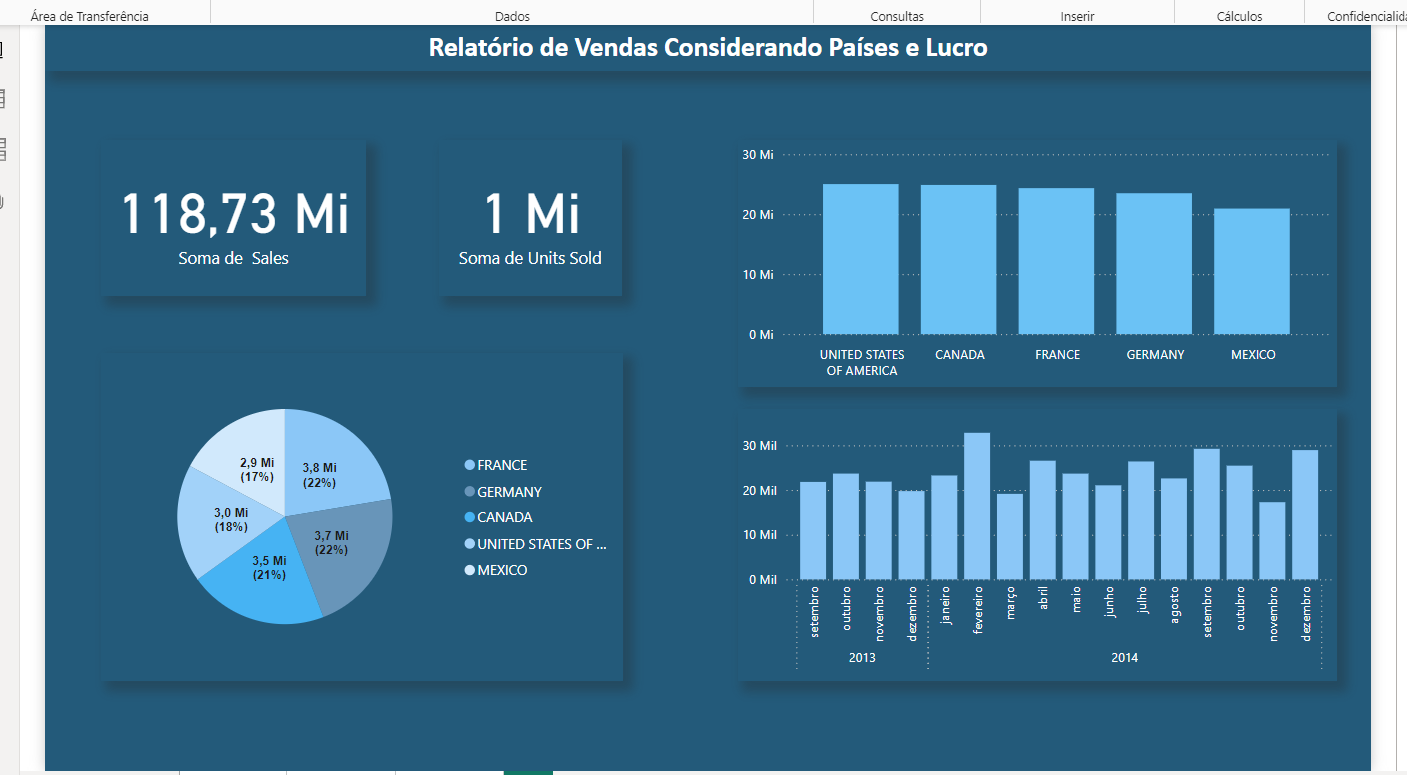 Área de Transferência
Dados
Consultas
Inserir
Cálculos
Relatório de Vendas Considerando Países e Lucro
118,73 Mi
Soma de  Sales
1 Mi
Soma de Units Sold
30 Mi
20 Mi
10 Mi
0 Mi
UNITED STATES
OF AMERICA
CANADA
FRANCE
GERMANY
MEXICO
2,9 Mi
(17%)
3,8 Mi
(22%)
3,0 Mi
(18%)
3,7 Mi
(22%)
3,5 Mi
(21%)
FRANCE
GERMANY
CANADA
UNITED STATES OF ...
MEXICO
30 Mil
20 Mil
10 Mil
0 Mil
setembro
outubro
novembro
dezembro
janeiro
fevereiro
março
abril
maio
junho
julho
agosto
setembro
outubro
novembro
dezembro
2013
2014